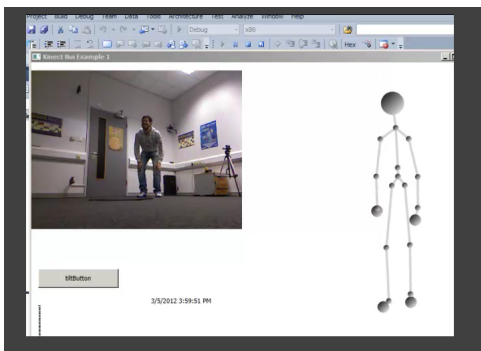 Project Build Debug Team Data Tools Architecture Test Analyze Window Help
Debug x86
Hex
Kinect Nui Example 1
tiltButton
3/5/2012 3:59:51 PM